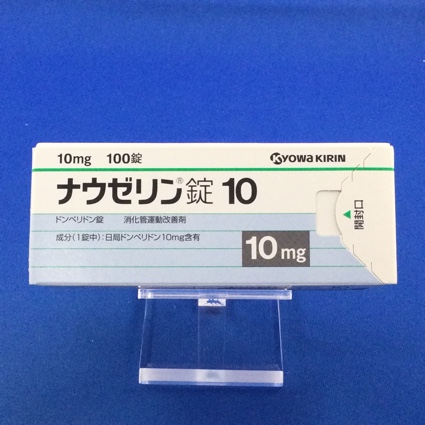 10mg 100錠
KYOWA KIRIN
ナウゼリン®錠 10
ドンペリドン錠 消化管運動改善剤
成分(1錠中):日局ドンペリドン10mg含有
10 mg
開封口